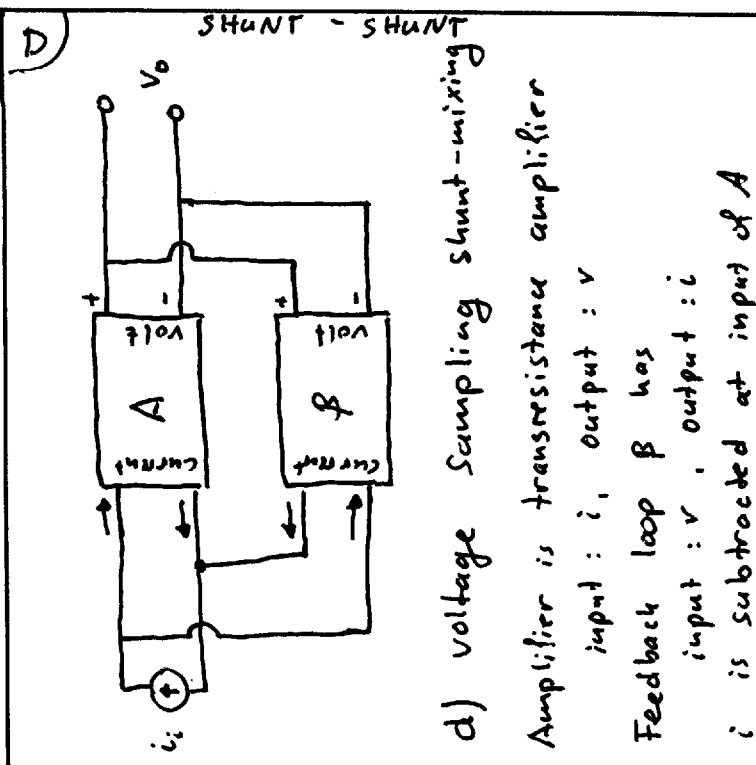 D
SHUNT - SHUNT
Vo
+ -
volt
A
current
+ -
volt
β
current
ii
d) voltage sampling shunt-mixing
Amplifier is transresistance amplifier
input : i, output : v
Feedback loop β has
input : v, output : i
i is subtracted at input of A